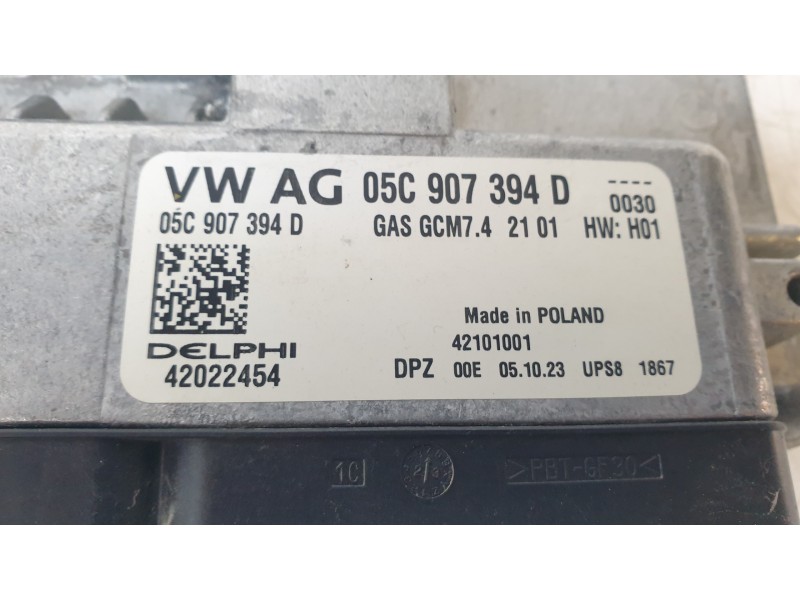 VW AG 05C 907 394 D ----
0030
05C 907 394 D GAS GCM7.4 21 01 HW: H01
Made in POLAND
DELPHI 42101001
42022454 DPZ 00E 05.10.23 UPS8 1867
1C >PBT-GF30<